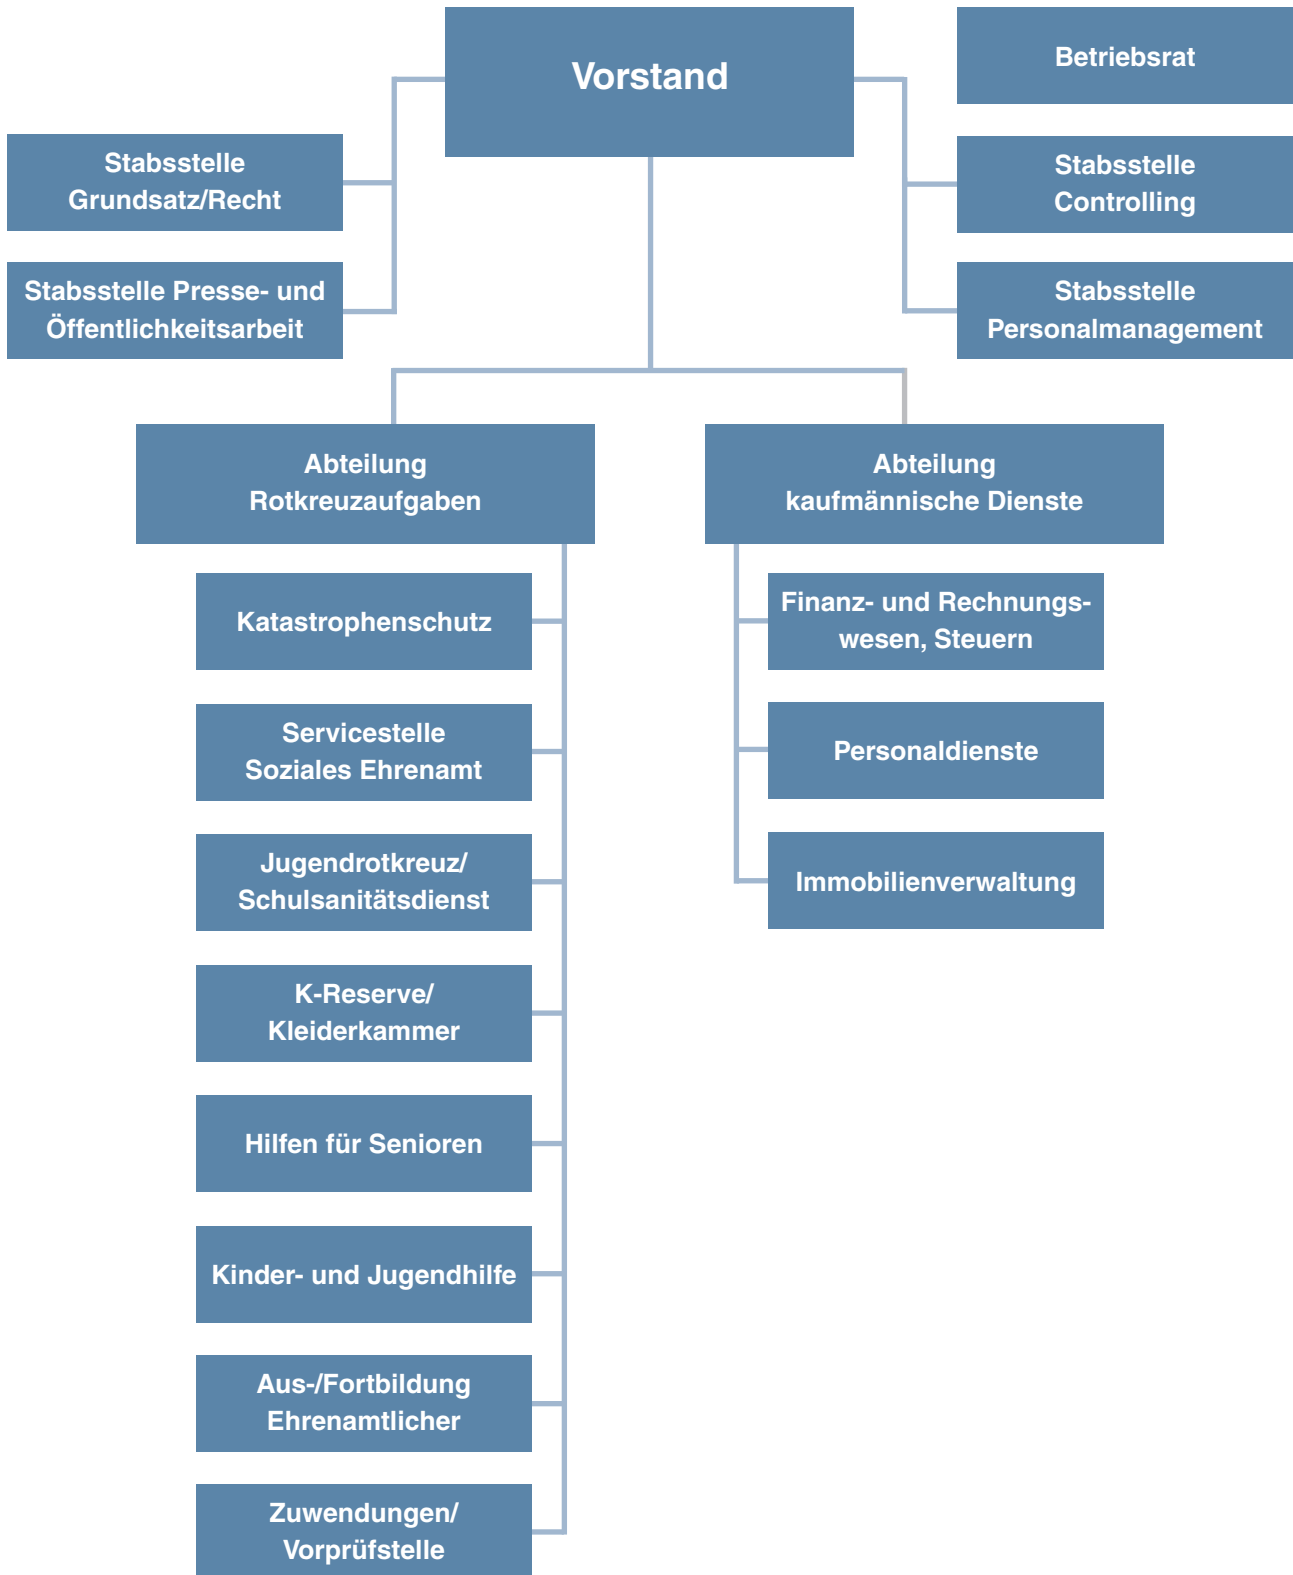 Vorstand
Betriebsrat
Stabsstelle
Grundsatz/Recht
Stabsstelle
Controlling
Stabsstelle Presse- und
Öffentlichkeitsarbeit
Stabsstelle
Personalmanagement
Abteilung
Rotkreuzaufgaben
Abteilung
kaufmännische Dienste
Katastrophenschutz
Servicestelle
Soziales Ehrenamt
Jugendrotkreuz/
Schulsanitätsdienst
K-Reserve/
Kleiderkammer
Hilfen für Senioren
Kinder- und Jugendhilfe
Aus-/Fortbildung
Ehrenamtlicher
Zuwendungen/
Vorprüfstelle
Finanz- und Rechnungs-
wesen, Steuern
Personaldienste
Immobilienverwaltung